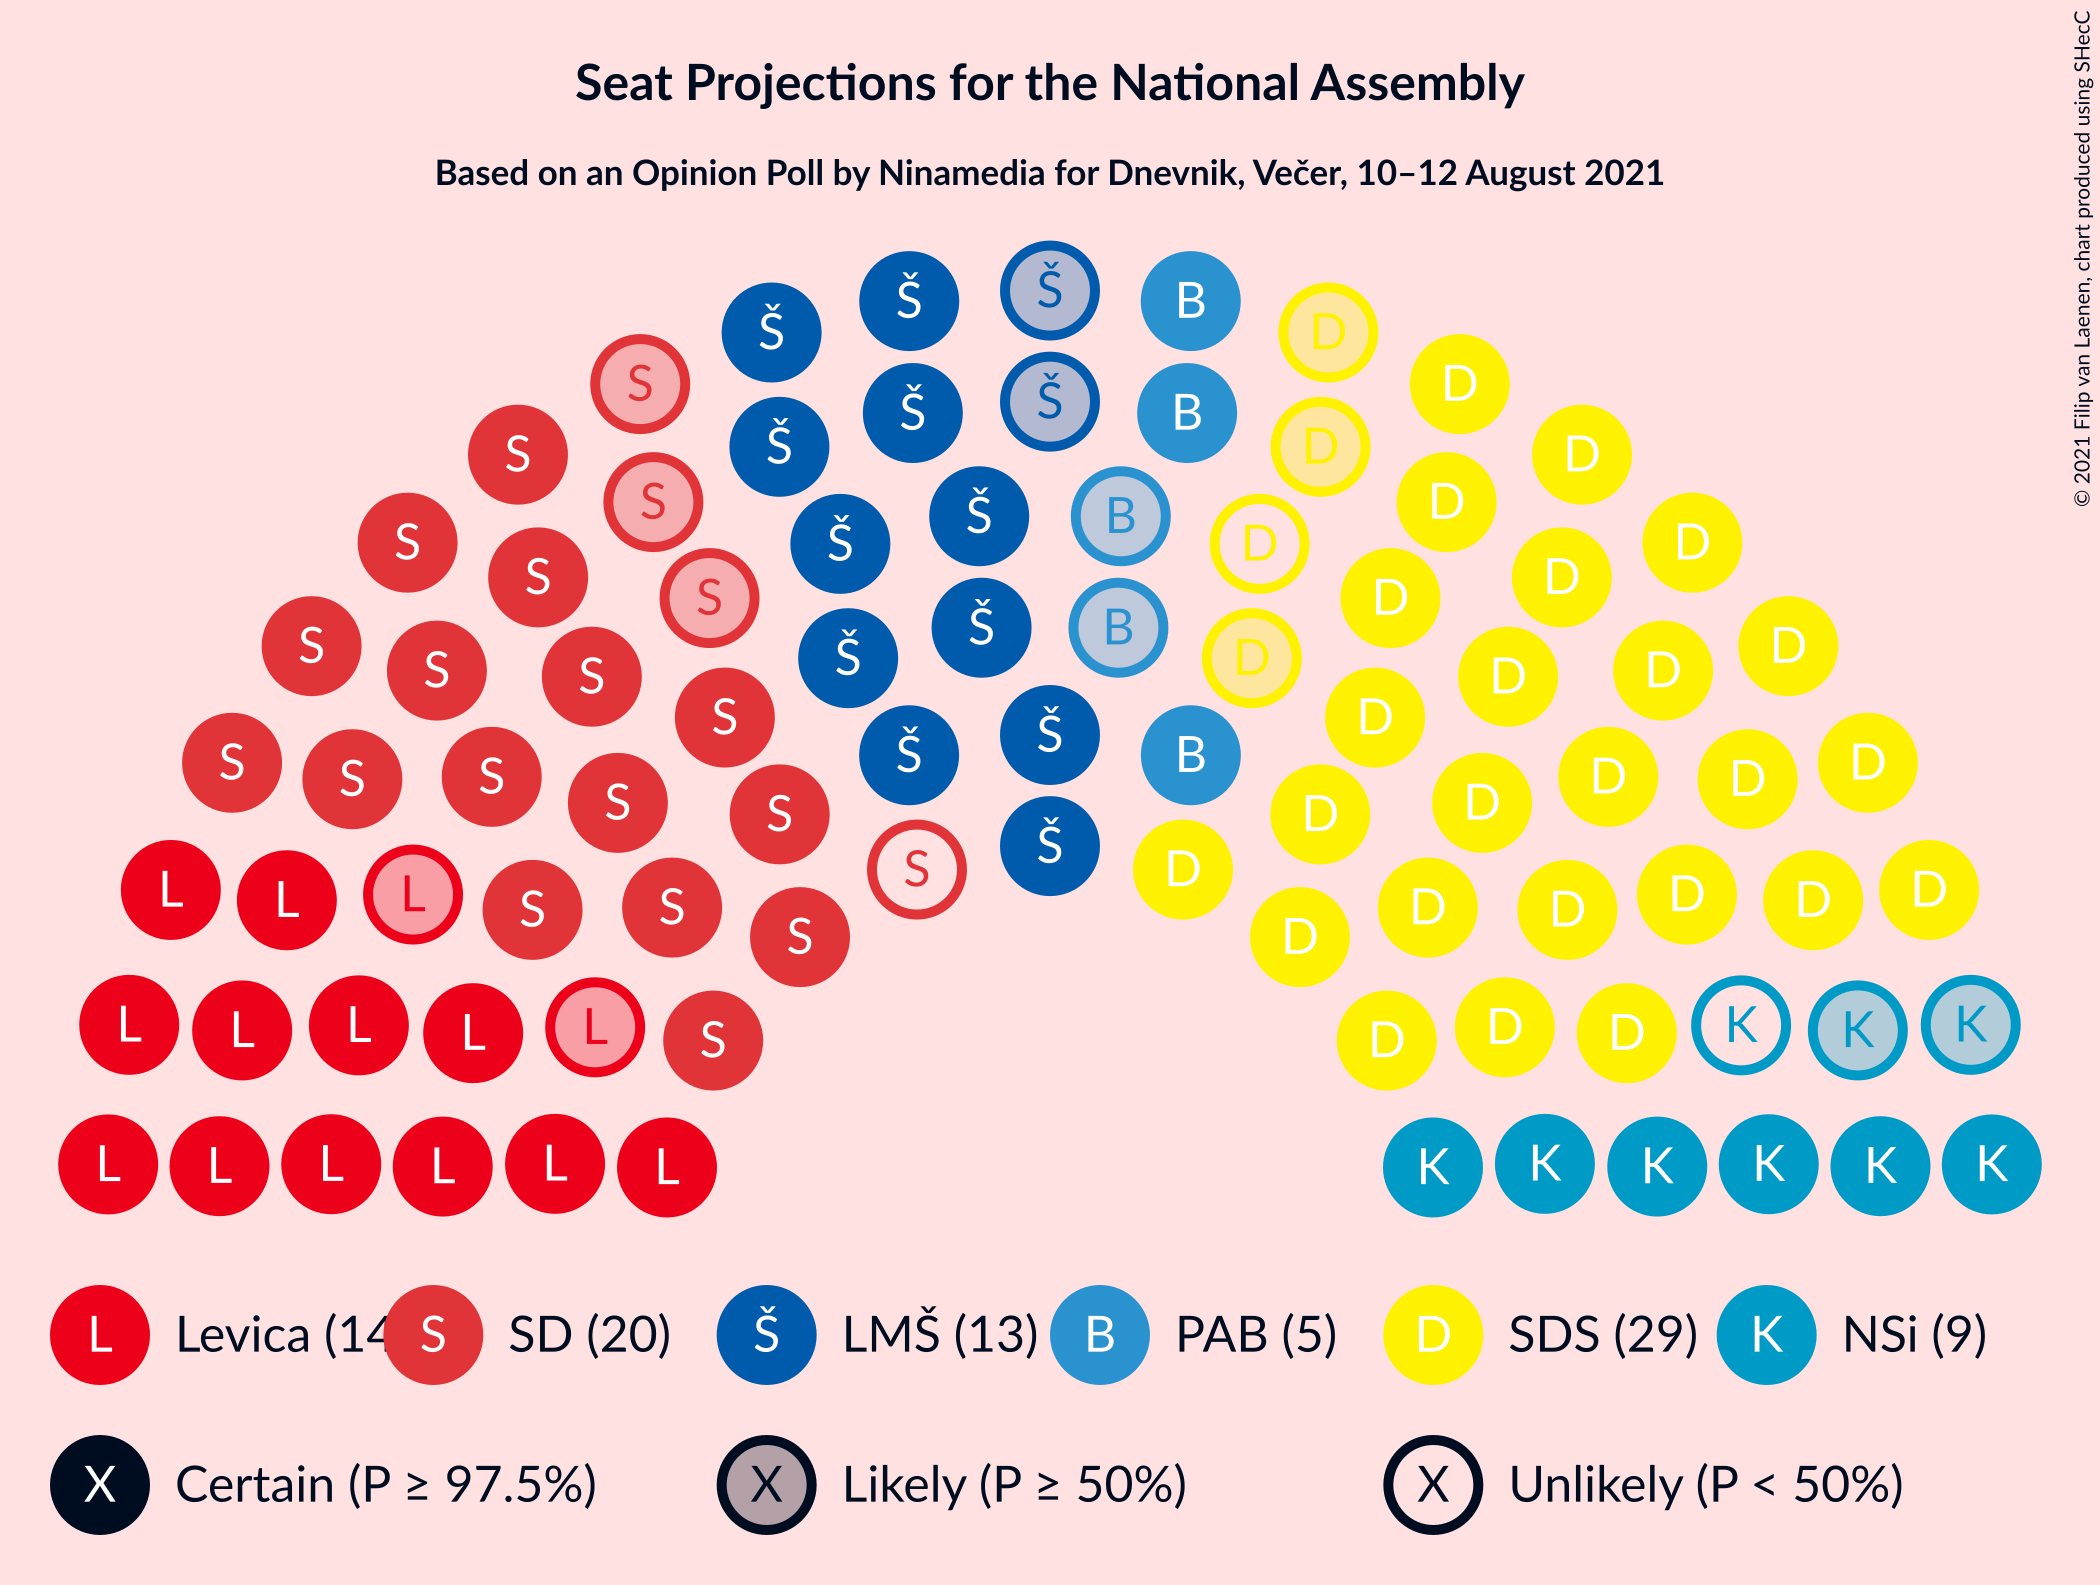 Seat Projections for the National Assembly
Based on an Opinion Poll by Ninamedia for Dnevnik, Večer, 10–12 August 2021
© 2021 Filip van Laenen, chart produced using SHecC
Š Š Š B D
S Š Š Š B D D
S S Š Š B D D D
S S S Š Š B D D D D
S S S S Š Š B D D D D D
S S S S S S Š D D D D D D
L L L S S S D D D D D D
L L L L L S D D D K K K
L L L L L L K K K K K K
L Levica (14 S SD (20) Š LMŠ (13) B PAB (5) D SDS (29) K NSi (9)
X Certain (P ≥ 97.5%) X Likely (P ≥ 50%) X Unlikely (P < 50%)